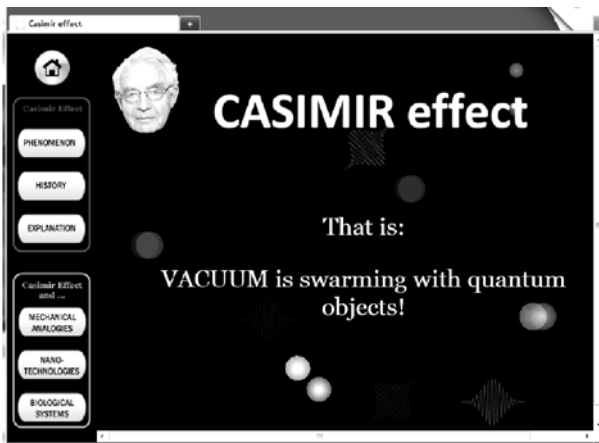 Casimir effect
+
CASIMIR effect
Casimir Effect
PHENOMENON
HISTORY
EXPLANATION
That is:
VACUUM is swarming with quantum
objects!
Casimir Effect
and ...
MECHANICAL
ANALOGIES
NANO-
TECHNOLOGIES
BIOLOGICAL
SYSTEMS